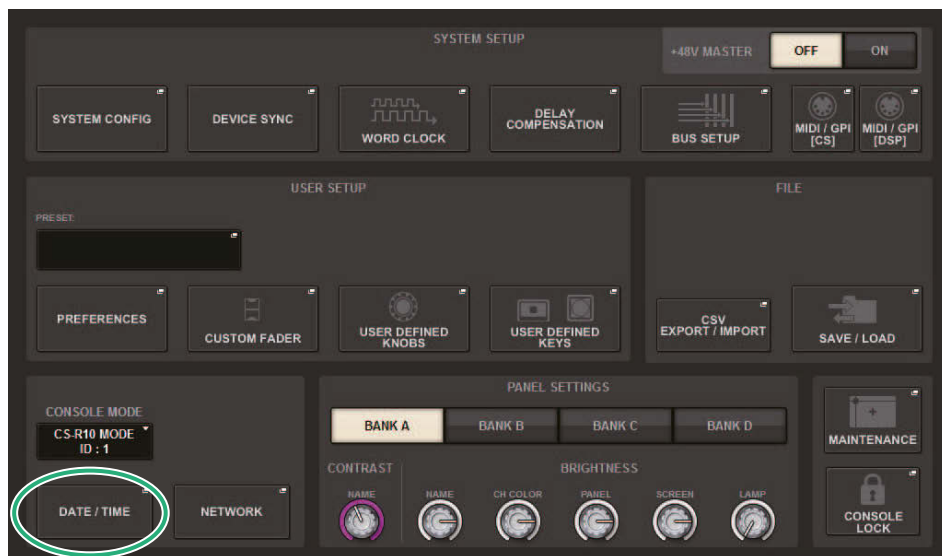 SYSTEM SETUP
+48V MASTER
OFF
ON
SYSTEM CONFIG
DEVICE SYNC
WORD CLOCK
DELAY
COMPENSATION
BUS SETUP
MIDI / GPI
[CS]
MIDI / GPI
[DSP]
USER SETUP
FILE
PRESET:
PREFERENCES
CUSTOM FADER
USER DEFINED
KNOBS
USER DEFINED
KEYS
CSV
EXPORT / IMPORT
SAVE / LOAD
CONSOLE MODE
CS-R10 MODE
ID : 1
DATE / TIME
NETWORK
PANEL SETTINGS
BANK A
BANK B
BANK C
BANK D
CONTRAST
BRIGHTNESS
NAME
NAME
CH COLOR
PANEL
SCREEN
LAMP
MAINTENANCE
CONSOLE
LOCK